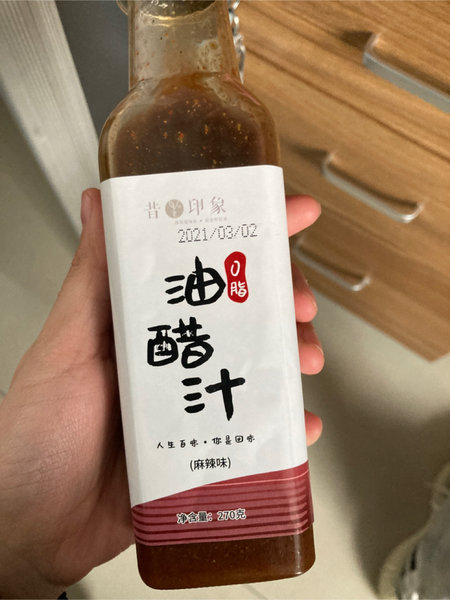 昔印象
2021/03/02
0脂
油醋汁
人生百味·你是回味
(麻辣味)
净含量：270克